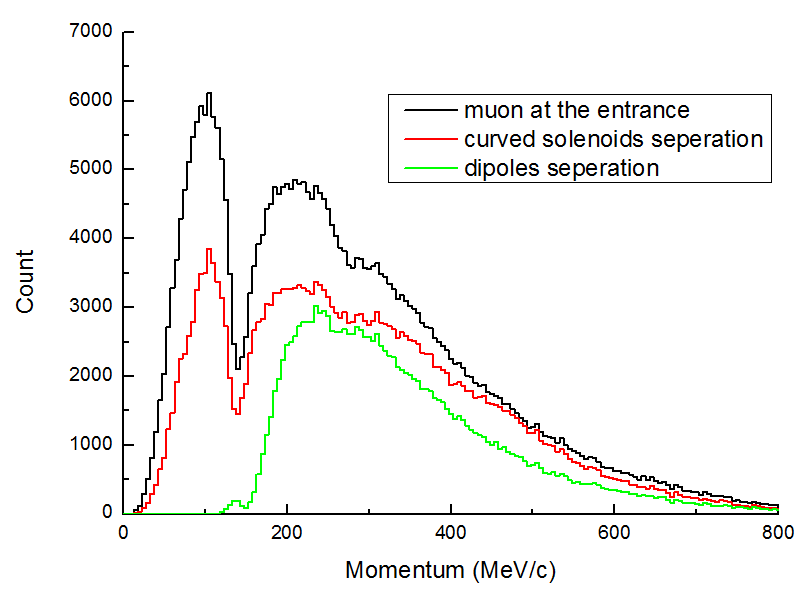 7000
6000
5000
4000
3000
2000
1000
0
Count
muon at the entrance
curved solenoids seperation
dipoles seperation
0 200 400 600 800
Momentum (MeV/c)